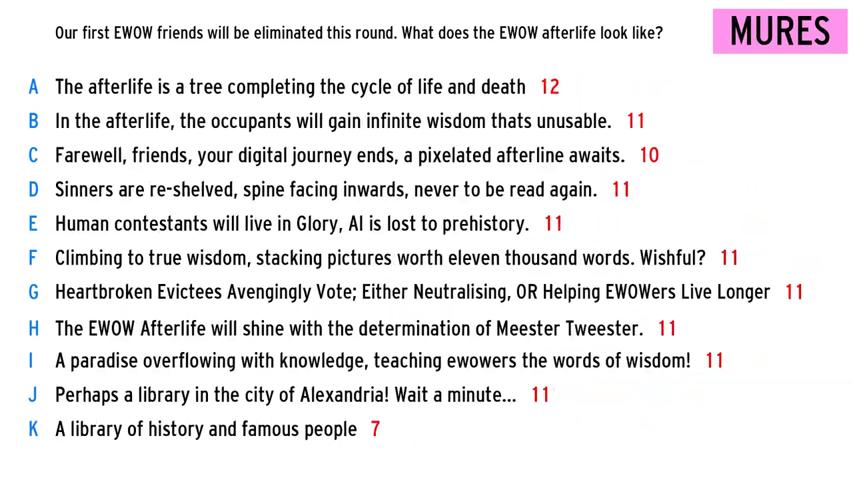 Our first EWOW friends will be eliminated this round. What does the EWOW afterlife look like?
MURES
A The afterlife is a tree completing the cycle of life and death 12
B In the afterlife, the occupants will gain infinite wisdom thats unusable. 11
C Farewell, friends, your digital journey ends, a pixelated afterline awaits. 10
D Sinners are re-shelved, spine facing inwards, never to be read again. 11
E Human contestants will live in Glory, AI is lost to prehistory. 11
F Climbing to true wisdom, stacking pictures worth eleven thousand words. Wishful? 11
G Heartbroken Evictees Avengingly Vote; Either Neutralising, OR Helping EWOWers Live Longer 11
H The EWOW Afterlife will shine with the determination of Meester Tweester. 11
I A paradise overflowing with knowledge, teaching ewowers the words of wisdom! 11
J Perhaps a library in the city of Alexandria! Wait a minute... 11
K A library of history and famous people 7